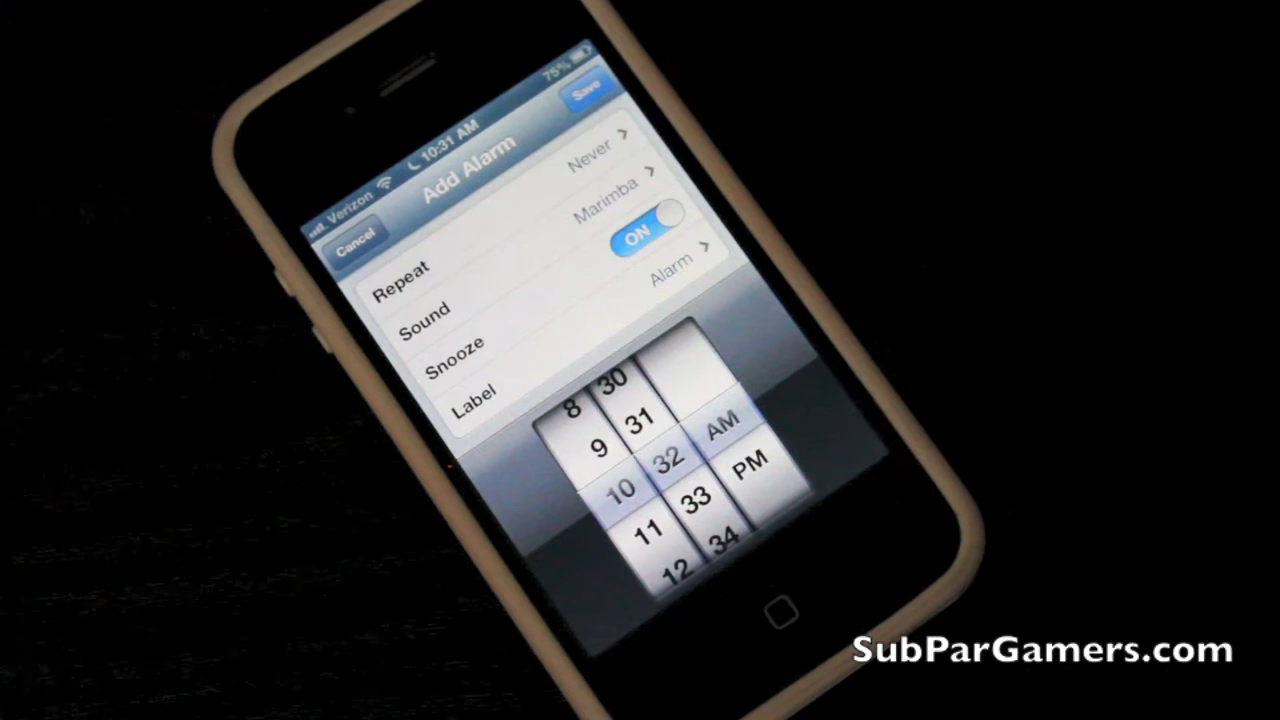 Verizon 10:31 AM 75%
Cancel Add Alarm Save
Repeat Never
Sound Marimba
Snooze ON
Label Alarm
8 30
9 31
10 32 AM
11 33 PM
12 34
SubParGamers.com